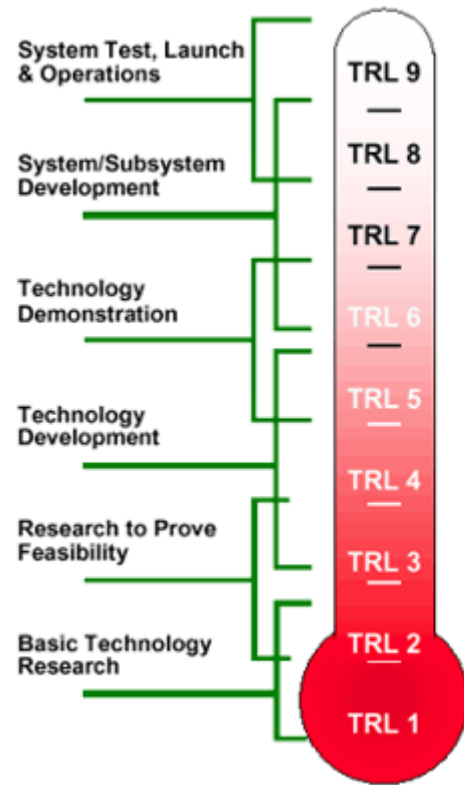 System Test, Launch
& Operations
System/Subsystem
Development
Technology
Demonstration
Technology
Development
Research to Prove
Feasibility
Basic Technology
Research
TRL 9
TRL 8
TRL 7
TRL 6
TRL 5
TRL 4
TRL 3
TRL 2
TRL 1